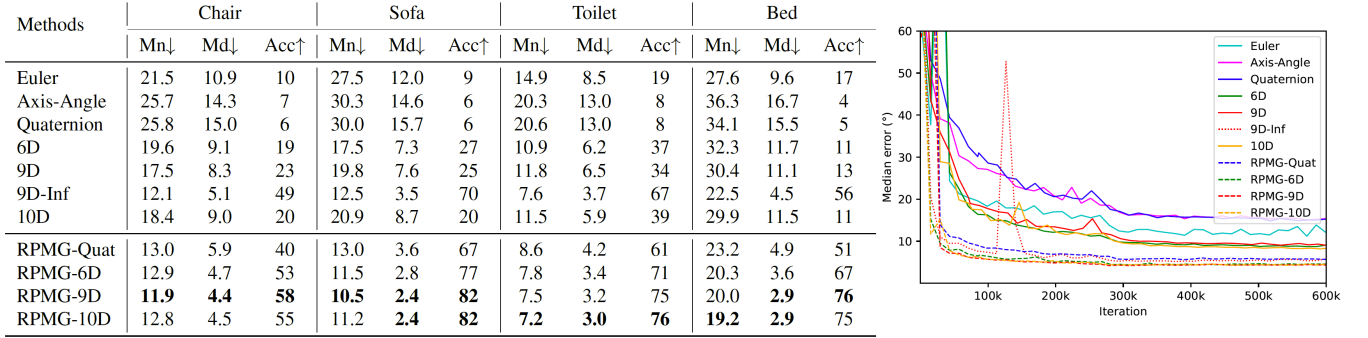 Methods Chair Sofa Toilet Bed
Mn↓ Md↓ Acc↑ Mn↓ Md↓ Acc↑ Mn↓ Md↓ Acc↑ Mn↓ Md↓ Acc↑
Euler 21.5 10.9 10 27.5 12.0 9 14.9 8.5 19 27.6 9.6 17
Axis-Angle 25.7 14.3 7 30.3 14.6 6 20.3 13.0 8 36.3 16.7 4
Quaternion 25.8 15.0 6 30.0 15.7 6 20.6 13.0 8 34.1 15.5 5
6D 19.6 9.1 19 17.5 7.3 27 10.9 6.2 37 32.3 11.7 11
9D 17.5 8.3 23 19.8 7.6 25 11.8 6.5 34 30.4 11.1 13
9D-Inf 12.1 5.1 49 12.5 3.5 70 7.6 3.7 67 22.5 4.5 56
10D 18.4 9.0 20 20.9 8.7 20 11.5 5.9 39 29.9 11.5 11
RPMG-Quat 13.0 5.9 40 13.0 3.6 67 8.6 4.2 61 23.2 4.9 51
RPMG-6D 12.9 4.7 53 11.5 2.8 77 7.8 3.4 71 20.3 3.6 67
RPMG-9D 11.9 4.4 58 10.5 2.4 82 7.5 3.2 75 20.0 2.9 76
RPMG-10D 12.8 4.5 55 11.2 2.4 82 7.2 3.0 76 19.2 2.9 75
Median error (°)
60
50
40
30
20
10
Euler
Axis-Angle
Quaternion
6D
9D
9D-Inf
10D
RPMG-Quat
RPMG-6D
RPMG-9D
RPMG-10D
100k 200k 300k 400k 500k 600k
Iteration